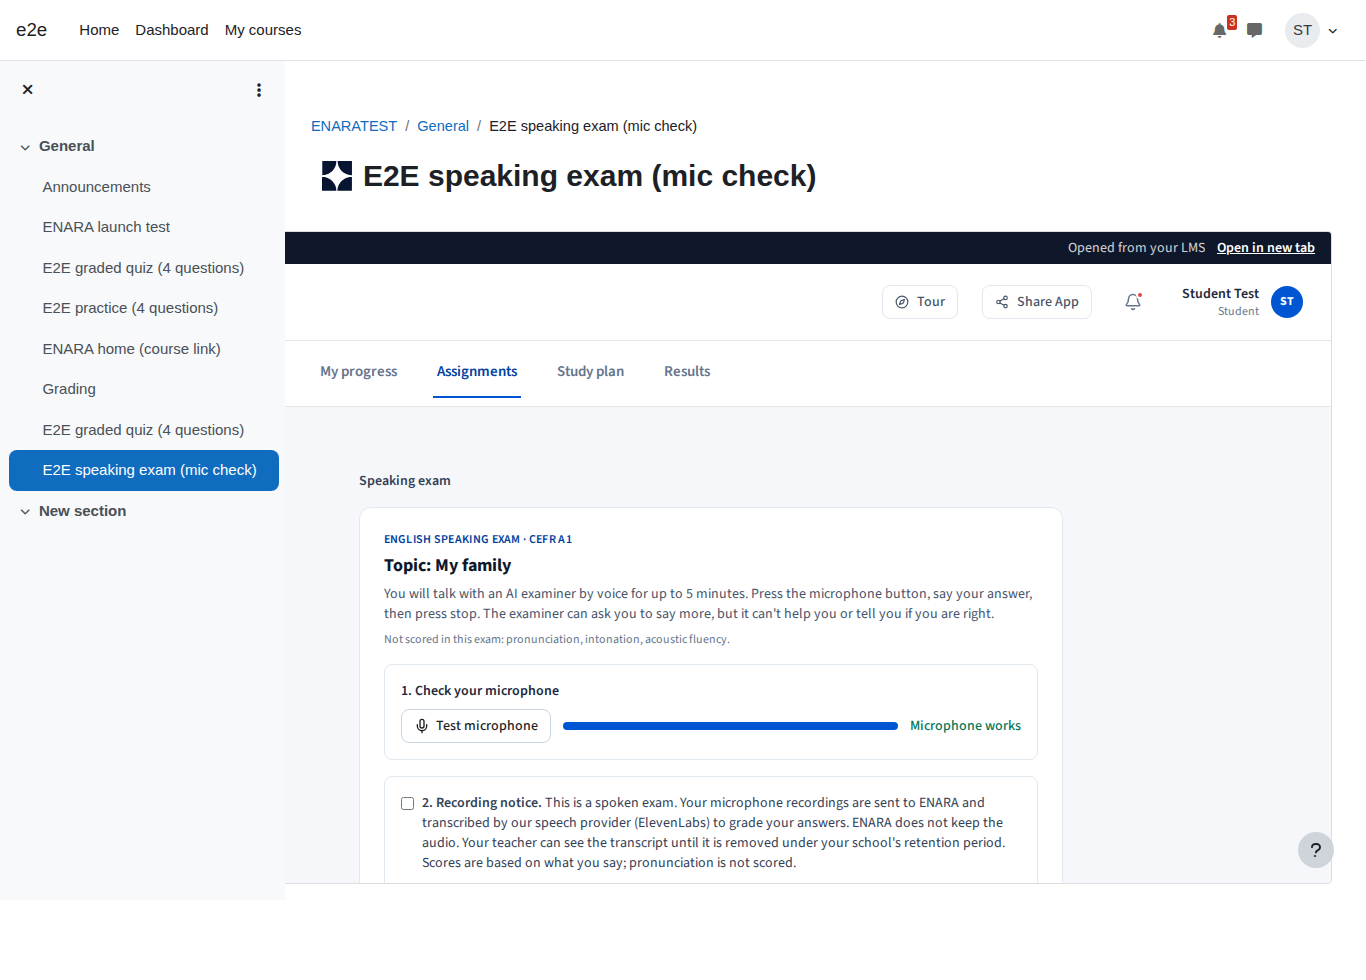 e2e
Home Dashboard My courses
3
ST
General
Announcements
ENARA launch test
E2E graded quiz (4 questions)
E2E practice (4 questions)
ENARA home (course link)
Grading
E2E graded quiz (4 questions)
E2E speaking exam (mic check)
New section
ENARATEST / General / E2E speaking exam (mic check)
E2E speaking exam (mic check)
Opened from your LMS Open in new tab
Tour
Share App
Student Test
Student
ST
My progress Assignments Study plan Results
Speaking exam
ENGLISH SPEAKING EXAM · CEFR A1
Topic: My family
You will talk with an AI examiner by voice for up to 5 minutes. Press the microphone button, say your answer,
then press stop. The examiner can ask you to say more, but it can't help you or tell you if you are right.
Not scored in this exam: pronunciation, intonation, acoustic fluency.
1. Check your microphone
Test microphone
Microphone works
2. Recording notice. This is a spoken exam. Your microphone recordings are sent to ENARA and
transcribed by our speech provider (ElevenLabs) to grade your answers. ENARA does not keep the
audio. Your teacher can see the transcript until it is removed under your school's retention period.
Scores are based on what you say; pronunciation is not scored.
?